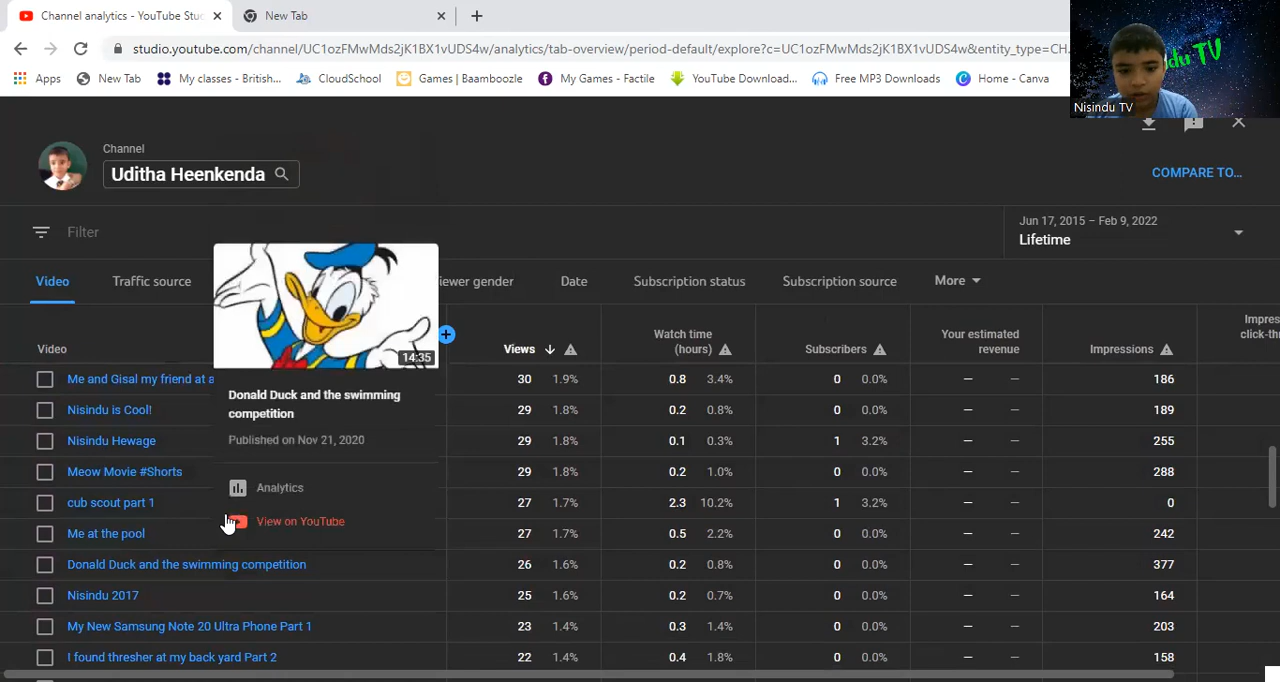 Channel analytics - YouTube Stu
New Tab
studio.youtube.com/channel/UC1ozFMwMds2jK1BX1vUDS4w/analytics/tab-overview/period-default/explore?c=UC1ozFMwMds2jK1BX1vUDS4w&entity_type=CH.
Apps New Tab My classes - British... CloudSchool Games | Baamboozle My Games - Factile YouTube Download... Free MP3 Downloads Home - Canva
du TV
Nisindu TV
Channel
Uditha Heenkenda
COMPARE TO...
Filter
Jun 17, 2015 – Feb 9, 2022
Lifetime
Video Traffic source iewer gender Date Subscription status Subscription source More
14:35
Donald Duck and the swimming
competition
Published on Nov 21, 2020
Analytics
View on YouTube
Video Views Watch time (hours) Subscribers Your estimated revenue Impressions Impres click-th
Me and Gisal my friend at a 30 1.9% 0.8 3.4% 0 0.0% — — 186
Nisindu is Cool! 29 1.8% 0.2 0.8% 0 0.0% — — 189
Nisindu Hewage 29 1.8% 0.1 0.3% 1 3.2% — — 255
Meow Movie #Shorts 29 1.8% 0.2 1.0% 0 0.0% — — 288
cub scout part 1 27 1.7% 2.3 10.2% 1 3.2% — — 0
Me at the pool 27 1.7% 0.5 2.2% 0 0.0% — — 242
Donald Duck and the swimming competition 26 1.6% 0.2 0.8% 0 0.0% — — 377
Nisindu 2017 25 1.6% 0.2 0.7% 0 0.0% — — 164
My New Samsung Note 20 Ultra Phone Part 1 23 1.4% 0.3 1.4% 0 0.0% — — 203
I found thresher at my back yard Part 2 22 1.4% 0.4 1.8% 0 0.0% — — 158